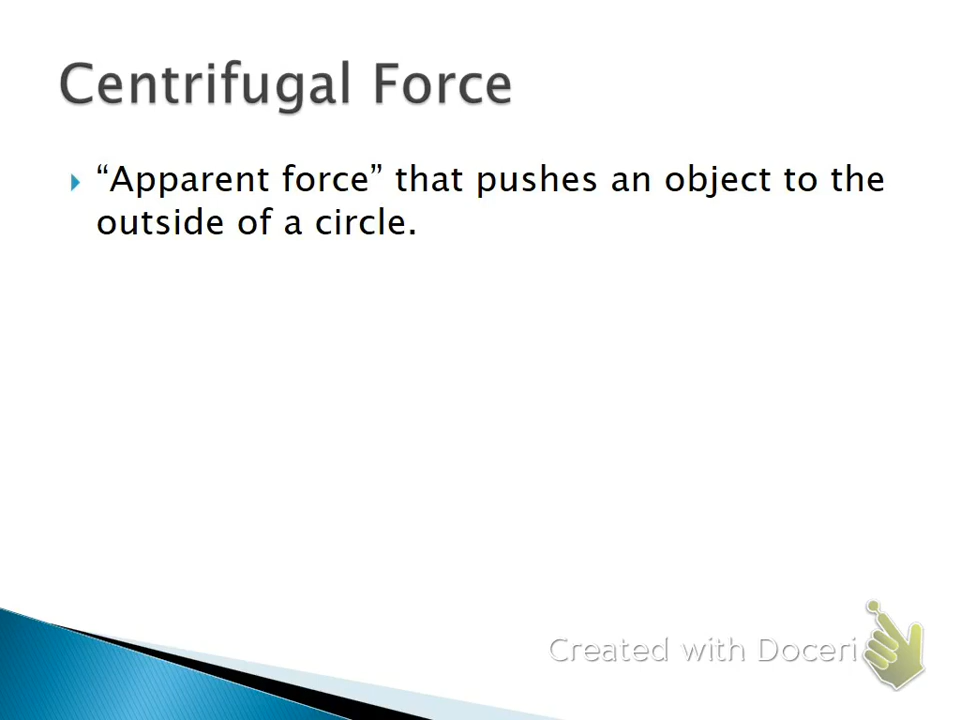 Centrifugal Force
“Apparent force” that pushes an object to the
outside of a circle.
Created with Doceri